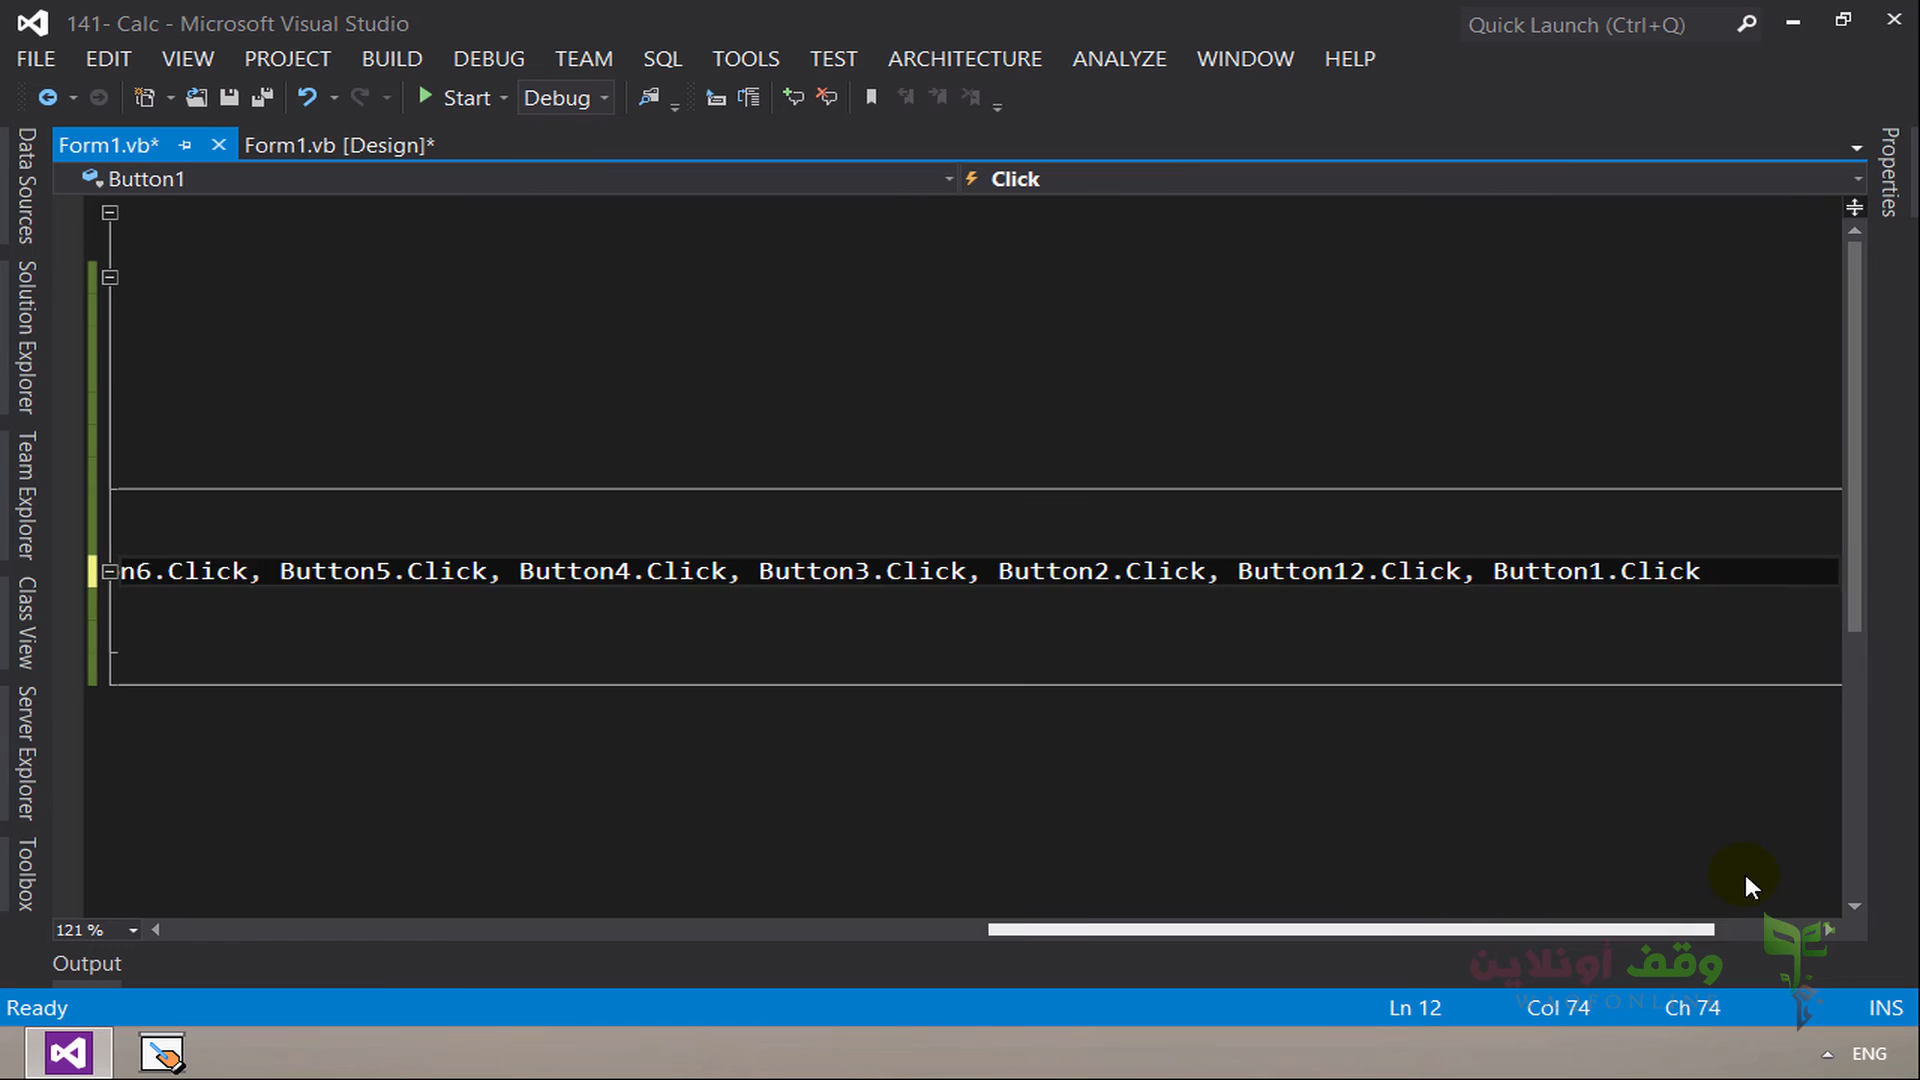 141- Calc - Microsoft Visual Studio
Quick Launch (Ctrl+Q)
FILE EDIT VIEW PROJECT BUILD DEBUG TEAM SQL TOOLS TEST ARCHITECTURE ANALYZE WINDOW HELP
Start Debug
Form1.vb* Form1.vb [Design]*
Button1 Click
Data Sources
Solution Explorer
Team Explorer
Class View
Server Explorer
Toolbox
Properties
n6.Click, Button5.Click, Button4.Click, Button3.Click, Button2.Click, Button12.Click, Button1.Click
121 %
Output
وقف أونلاين
WAQFONLINE
Ready Ln 12 Col 74 Ch 74 INS
ENG